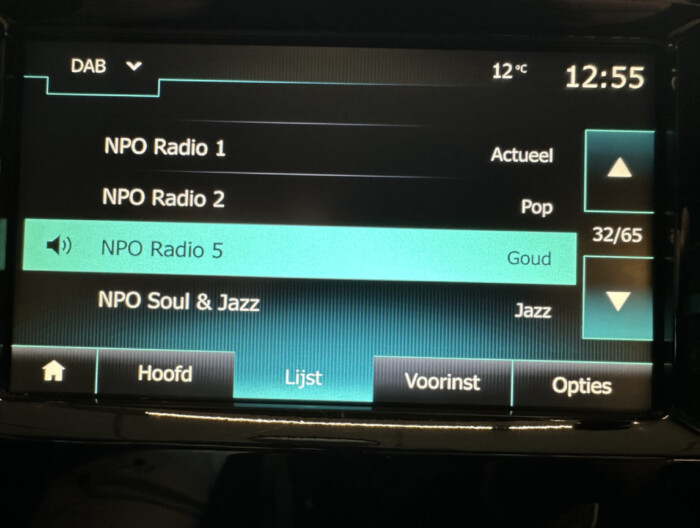 DAB 12°C 12:55
NPO Radio 1 Actueel
NPO Radio 2 Pop
32/65
NPO Radio 5 Goud
NPO Soul & Jazz Jazz
Hoofd Lijst Voorinst Opties